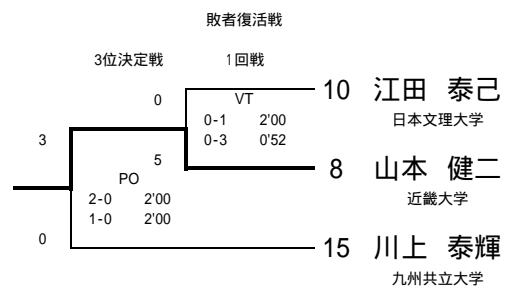 敗者復活戦
3位決定戦 1回戦
0 VT 10 江田 泰己
0-1 2'00 日本文理大学
0-3 0'52
3
5 8 山本 健二
PO 近畿大学
2-0 2'00
1-0 2'00
0 15 川上 泰輝
九州共立大学